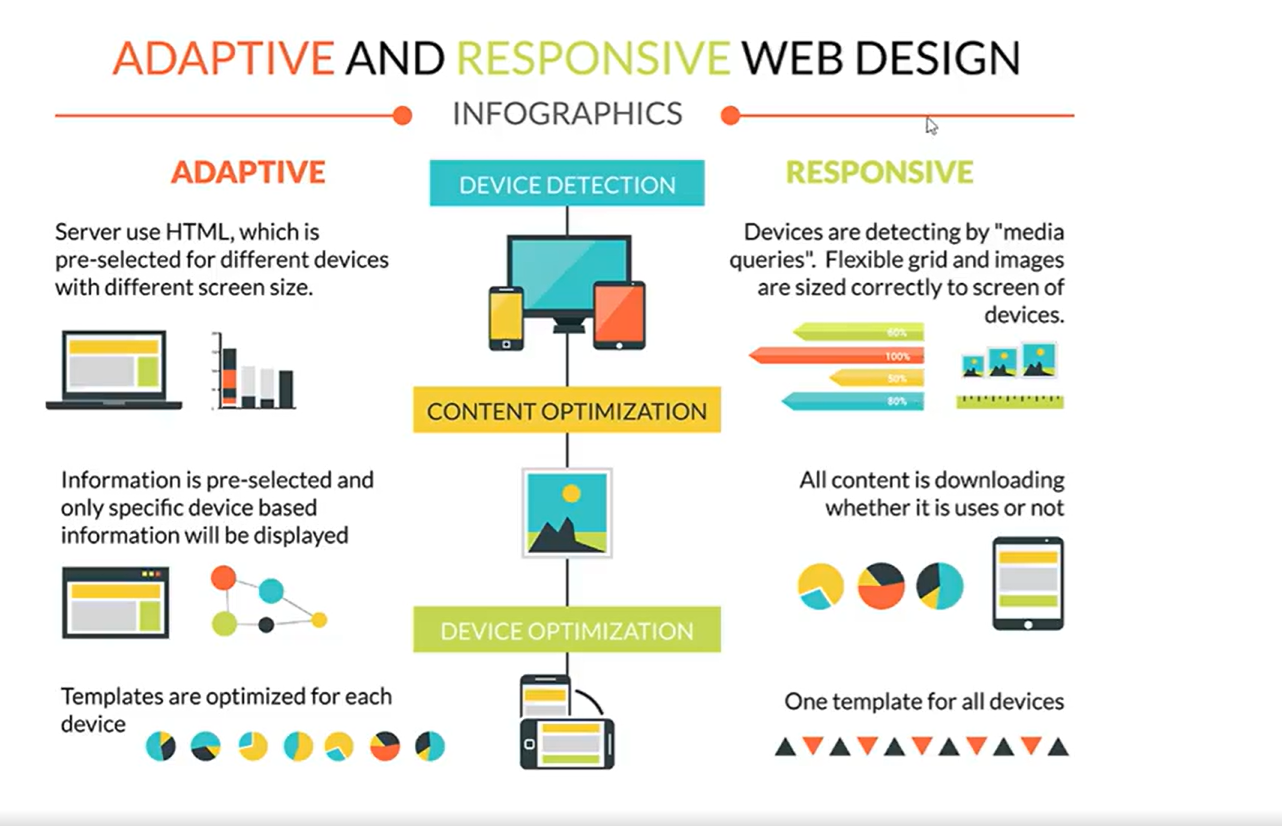 ADAPTIVE AND RESPONSIVE WEB DESIGN
INFOGRAPHICS
ADAPTIVE
DEVICE DETECTION
RESPONSIVE
Server use HTML, which is
pre-selected for different devices
with different screen size.
Devices are detecting by "media
queries". Flexible grid and images
are sized correctly to screen of
devices.
60%
100%
50%
80%
CONTENT OPTIMIZATION
Information is pre-selected and
only specific device based
information will be displayed
All content is downloading
whether it is uses or not
DEVICE OPTIMIZATION
Templates are optimized for each
device
One template for all devices